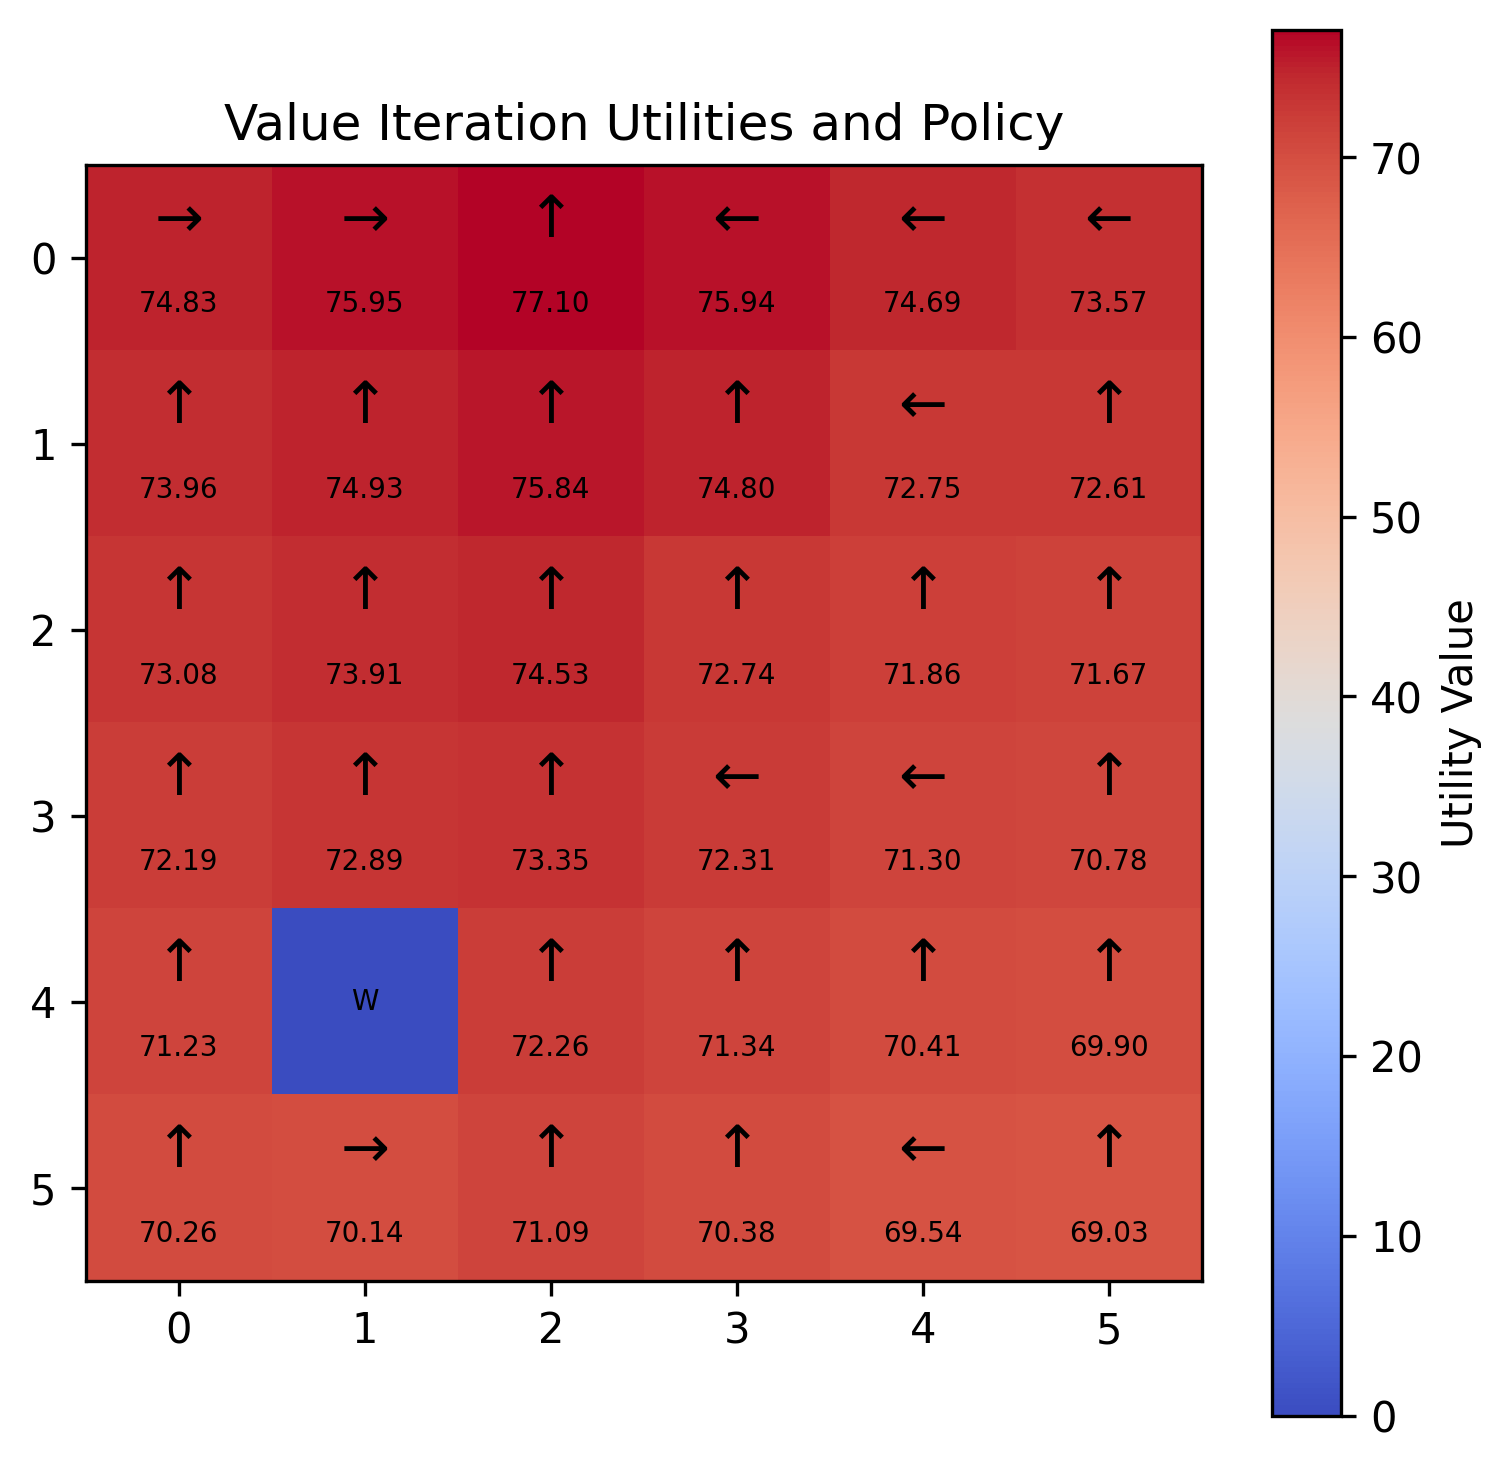 Value Iteration Utilities and Policy
→ → ↑ ← ← ←
0
74.83 75.95 77.10 75.94 74.69 73.57
↑ ↑ ↑ ↑ ← ↑
1
73.96 74.93 75.84 74.80 72.75 72.61
↑ ↑ ↑ ↑ ↑ ↑
2
73.08 73.91 74.53 72.74 71.86 71.67
↑ ↑ ↑ ← ← ↑
3
72.19 72.89 73.35 72.31 71.30 70.78
↑ ↑ ↑ ↑ ↑
4 W
71.23 72.26 71.34 70.41 69.90
↑ → ↑ ↑ ← ↑
5
70.26 70.14 71.09 70.38 69.54 69.03
0 1 2 3 4 5
70
60
50
40
30
20
10
0
Utility Value